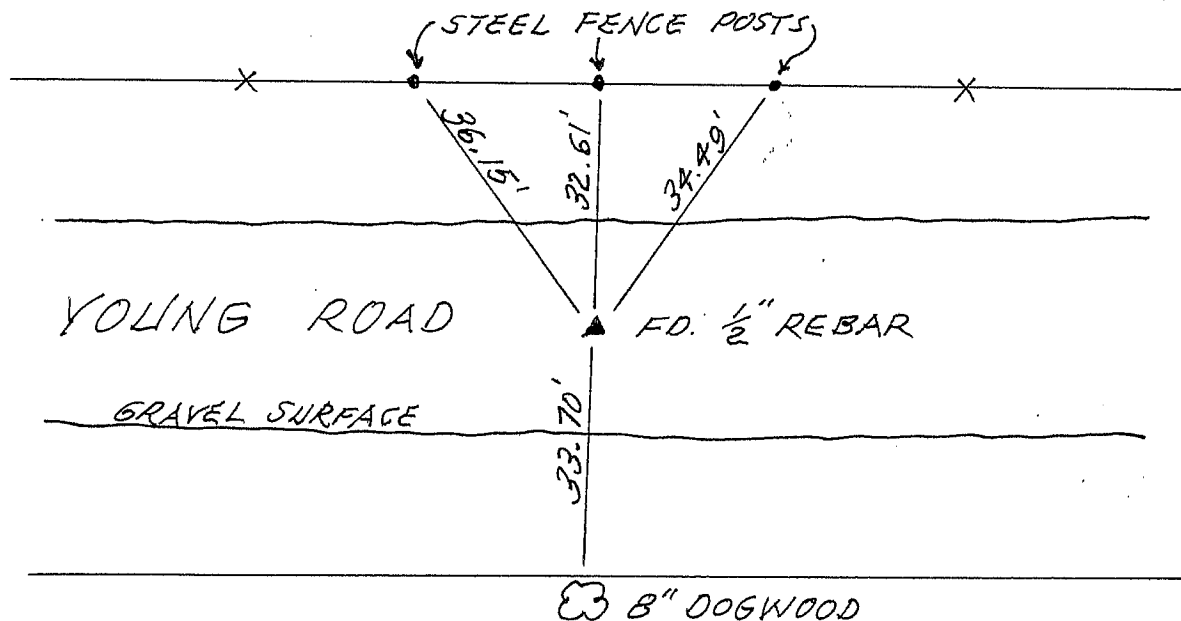 STEEL FENCE POSTS
36.15'
32.61'
34.49'
YOUNG ROAD
FD. 1/2" REBAR
GRAVEL SURFACE
33.70'
8" DOGWOOD